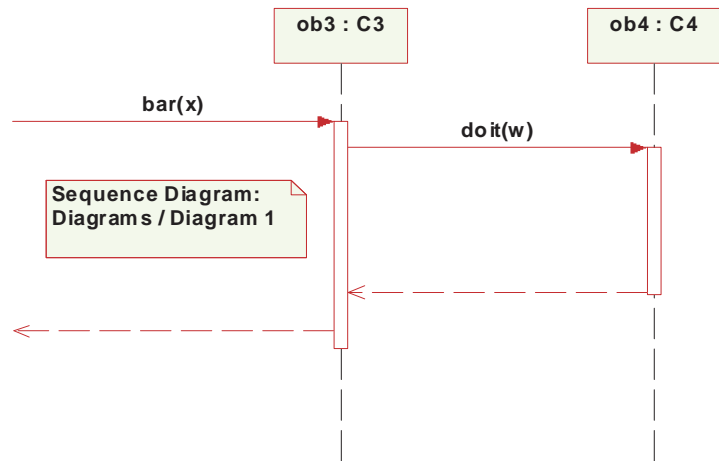 ob3 : C3
ob4 : C4
bar(x)
doit(w)
Sequence Diagram:
Diagrams / Diagram 1